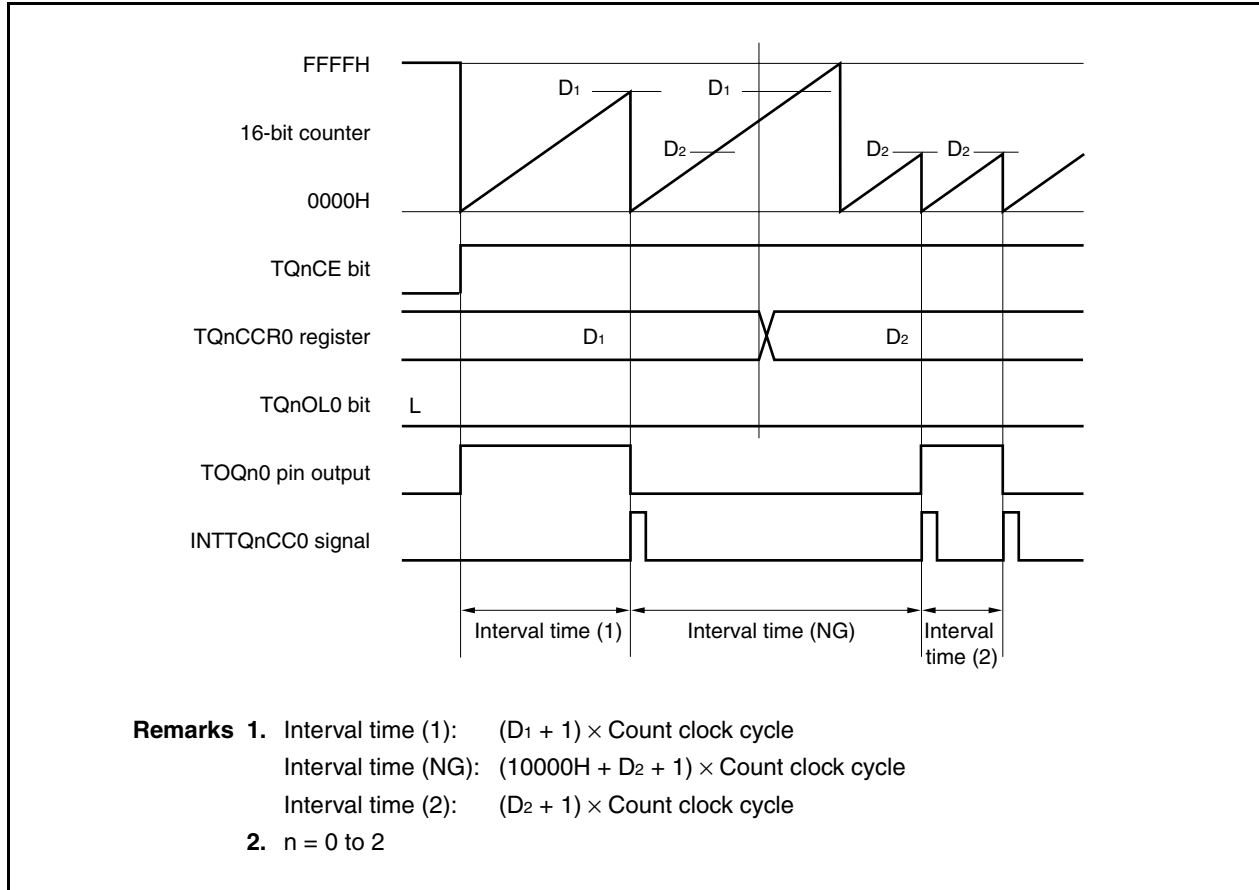 FFFFH
D1
D1
16-bit counter
D2
D2
D2
0000H
TQnCE bit
TQnCCR0 register
D1
D2
TQnOL0 bit
L
TOQn0 pin output
INTTQnCC0 signal
Interval time (1)
Interval time (NG)
Interval
time (2)
Remarks 1. Interval time (1): (D1 + 1) × Count clock cycle
Interval time (NG): (10000H + D2 + 1) × Count clock cycle
Interval time (2): (D2 + 1) × Count clock cycle
2. n = 0 to 2